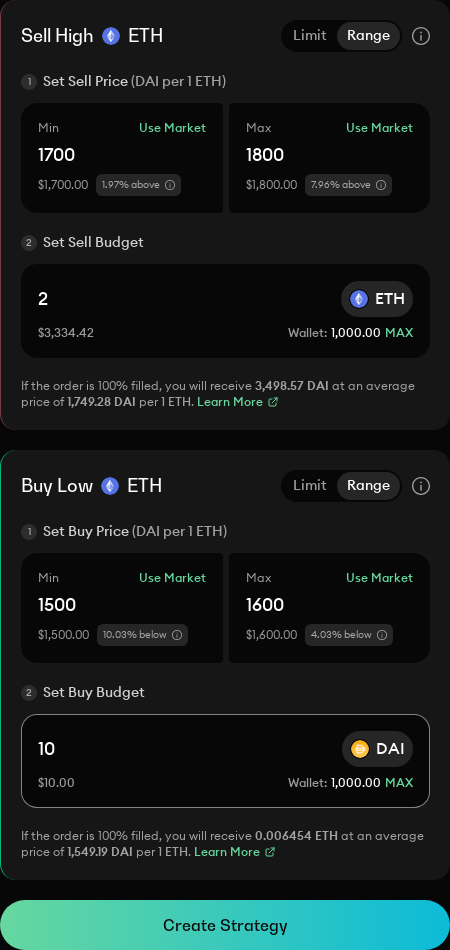 Sell High ETH Limit Range
1 Set Sell Price (DAI per 1 ETH)
Min Use Market Max Use Market
1700 1800
$1,700.00 1.97% above $1,800.00 7.96% above
2 Set Sell Budget
2 ETH
$3,334.42 Wallet: 1,000.00 MAX
If the order is 100% filled, you will receive 3,498.57 DAI at an average
price of 1,749.28 DAI per 1 ETH. Learn More
Buy Low ETH Limit Range
1 Set Buy Price (DAI per 1 ETH)
Min Use Market Max Use Market
1500 1600
$1,500.00 10.03% below $1,600.00 4.03% below
2 Set Buy Budget
10 DAI
$10.00 Wallet: 1,000.00 MAX
If the order is 100% filled, you will receive 0.006454 ETH at an average
price of 1,549.19 DAI per 1 ETH. Learn More
Create Strategy